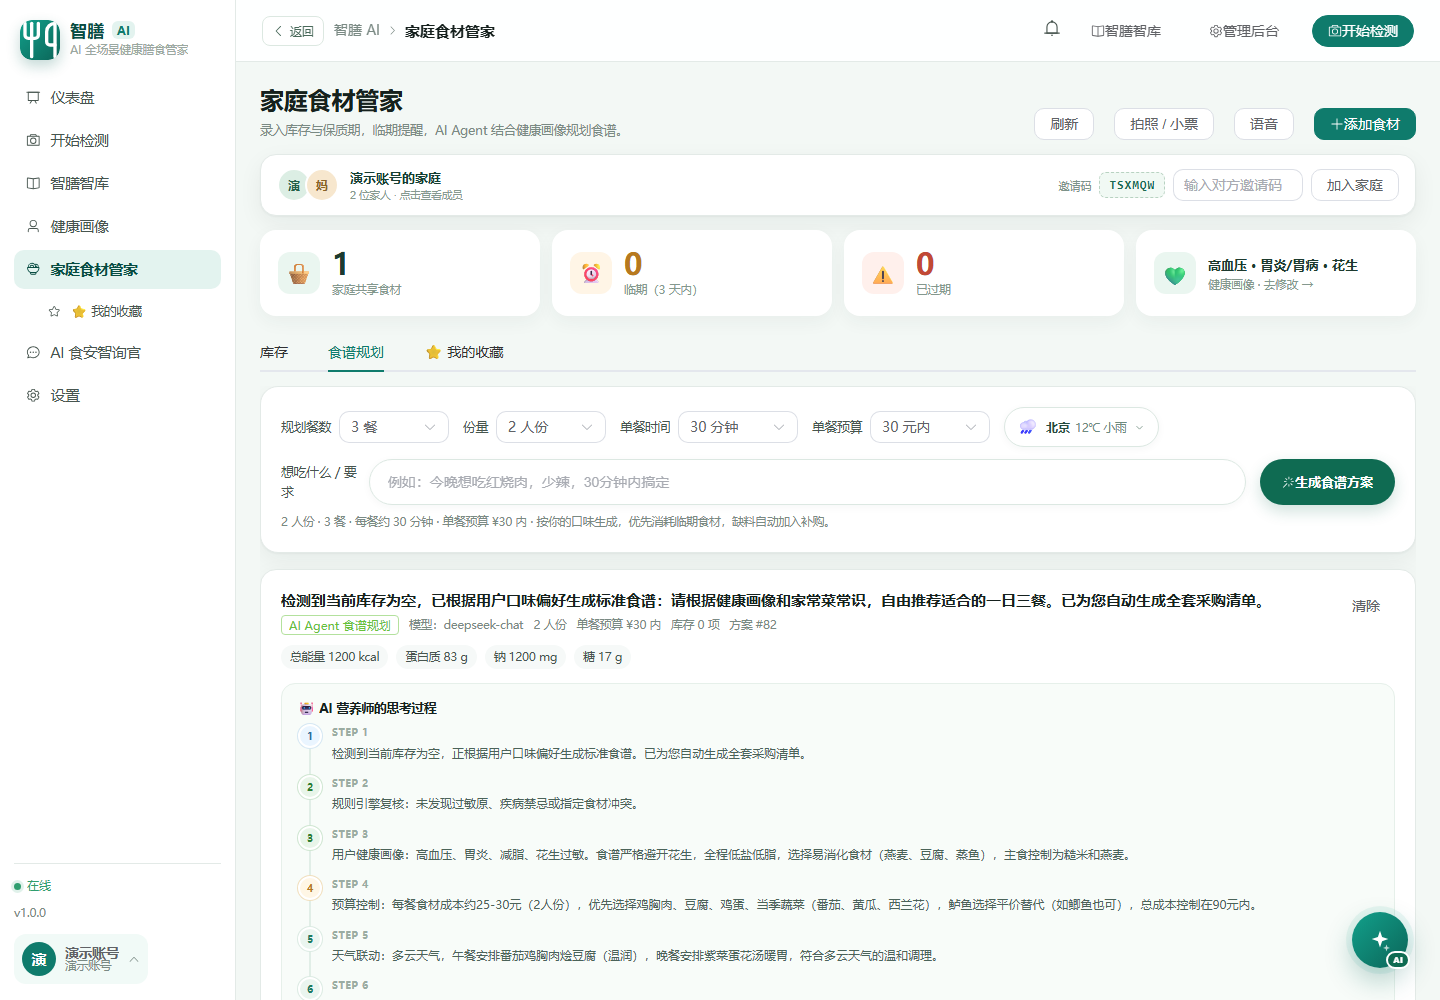 智膳 AI
AI 全场景健康膳食管家
仪表盘
开始检测
智膳智库
健康画像
家庭食材管家
我的收藏
AI 食安智询官
设置
在线
v1.0.0
演
演示账号
演示账号
返回
智膳 AI
家庭食材管家
智膳智库
管理后台
开始检测
家庭食材管家
录入库存与保质期，临期提醒，AI Agent 结合健康画像规划食谱。
刷新
拍照 / 小票
语音
添加食材
演
妈
演示账号的家庭
2 位家人 · 点击查看成员
邀请码
TSXMQW
输入对方邀请码
加入家庭
1
家庭共享食材
0
临期（3 天内）
0
已过期
高血压 • 胃炎/胃病 • 花生
健康画像 · 去修改 →
库存
食谱规划
我的收藏
规划餐数
3 餐
份量
2 人份
单餐时间
30 分钟
单餐预算
30 元内
北京 12℃ 小雨
想吃什么 / 要求
例如：今晚想吃红烧肉，少辣，30分钟内搞定
生成食谱方案
2 人份 · 3 餐 · 每餐约 30 分钟 · 单餐预算 ¥30 内 · 按你的口味生成，优先消耗临期食材，缺料自动加入补购。
检测到当前库存为空，已根据用户口味偏好生成标准食谱：请根据健康画像和家常菜常识，自由推荐适合的一日三餐。已为您自动生成全套采购清单。
清除
AI Agent 食谱规划
模型：deepseek-chat
2 人份
单餐预算 ¥30 内
库存 0 项
方案 #82
总能量 1200 kcal
蛋白质 83 g
钠 1200 mg
糖 17 g
AI 营养师的思考过程
1
STEP 1
检测到当前库存为空，正根据用户口味偏好生成标准食谱。已为您自动生成全套采购清单。
2
STEP 2
规则引擎复核：未发现过敏原、疾病禁忌或指定食材冲突。
3
STEP 3
用户健康画像：高血压、胃炎、减脂、花生过敏。食谱严格避开花生，全程低盐低脂，选择易消化食材（燕麦、豆腐、蒸鱼），主食控制为糙米和燕麦。
4
STEP 4
预算控制：每餐食材成本约25-30元（2人份），优先选择鸡胸肉、豆腐、鸡蛋、当季蔬菜（番茄、黄瓜、西兰花），鲈鱼选择平价替代（如鲫鱼也可），总成本控制在90元内。
5
STEP 5
天气联动：多云天气，午餐安排番茄鸡胸肉烩豆腐（温润），晚餐安排紫菜蛋花汤暖胃，符合多云天气的温和调理。
6
STEP 6
AI